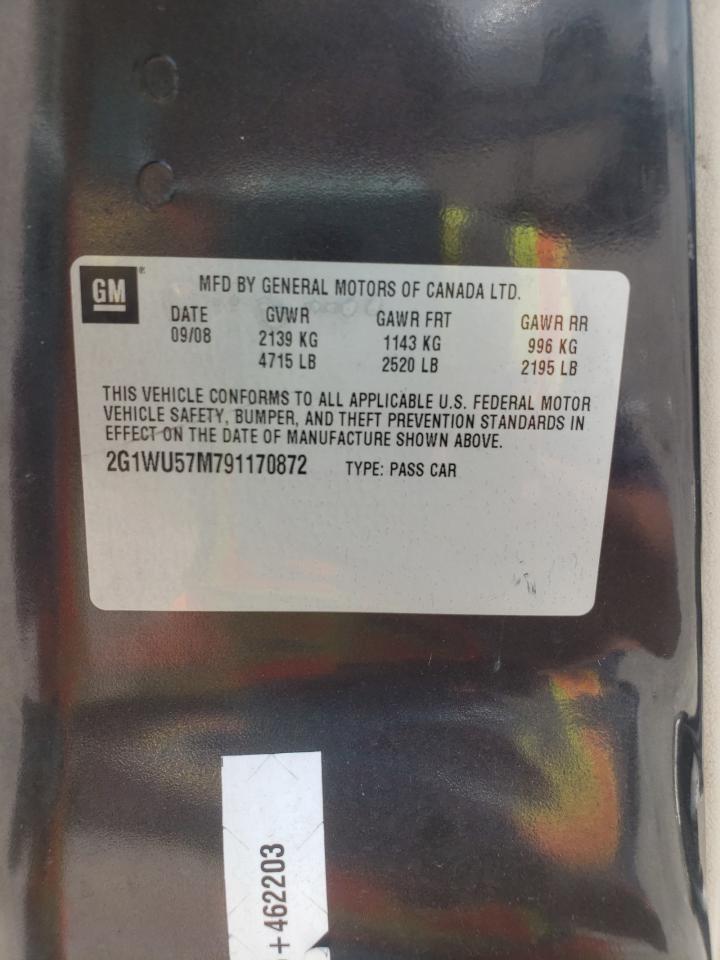 GM
MFD BY GENERAL MOTORS OF CANADA LTD.
DATE GVWR GAWR FRT GAWR RR
09/08 2139 KG 1143 KG 996 KG
4715 LB 2520 LB 2195 LB
THIS VEHICLE CONFORMS TO ALL APPLICABLE U.S. FEDERAL MOTOR
VEHICLE SAFETY, BUMPER, AND THEFT PREVENTION STANDARDS IN
EFFECT ON THE DATE OF MANUFACTURE SHOWN ABOVE.
2G1WU57M791170872 TYPE: PASS CAR
+462203